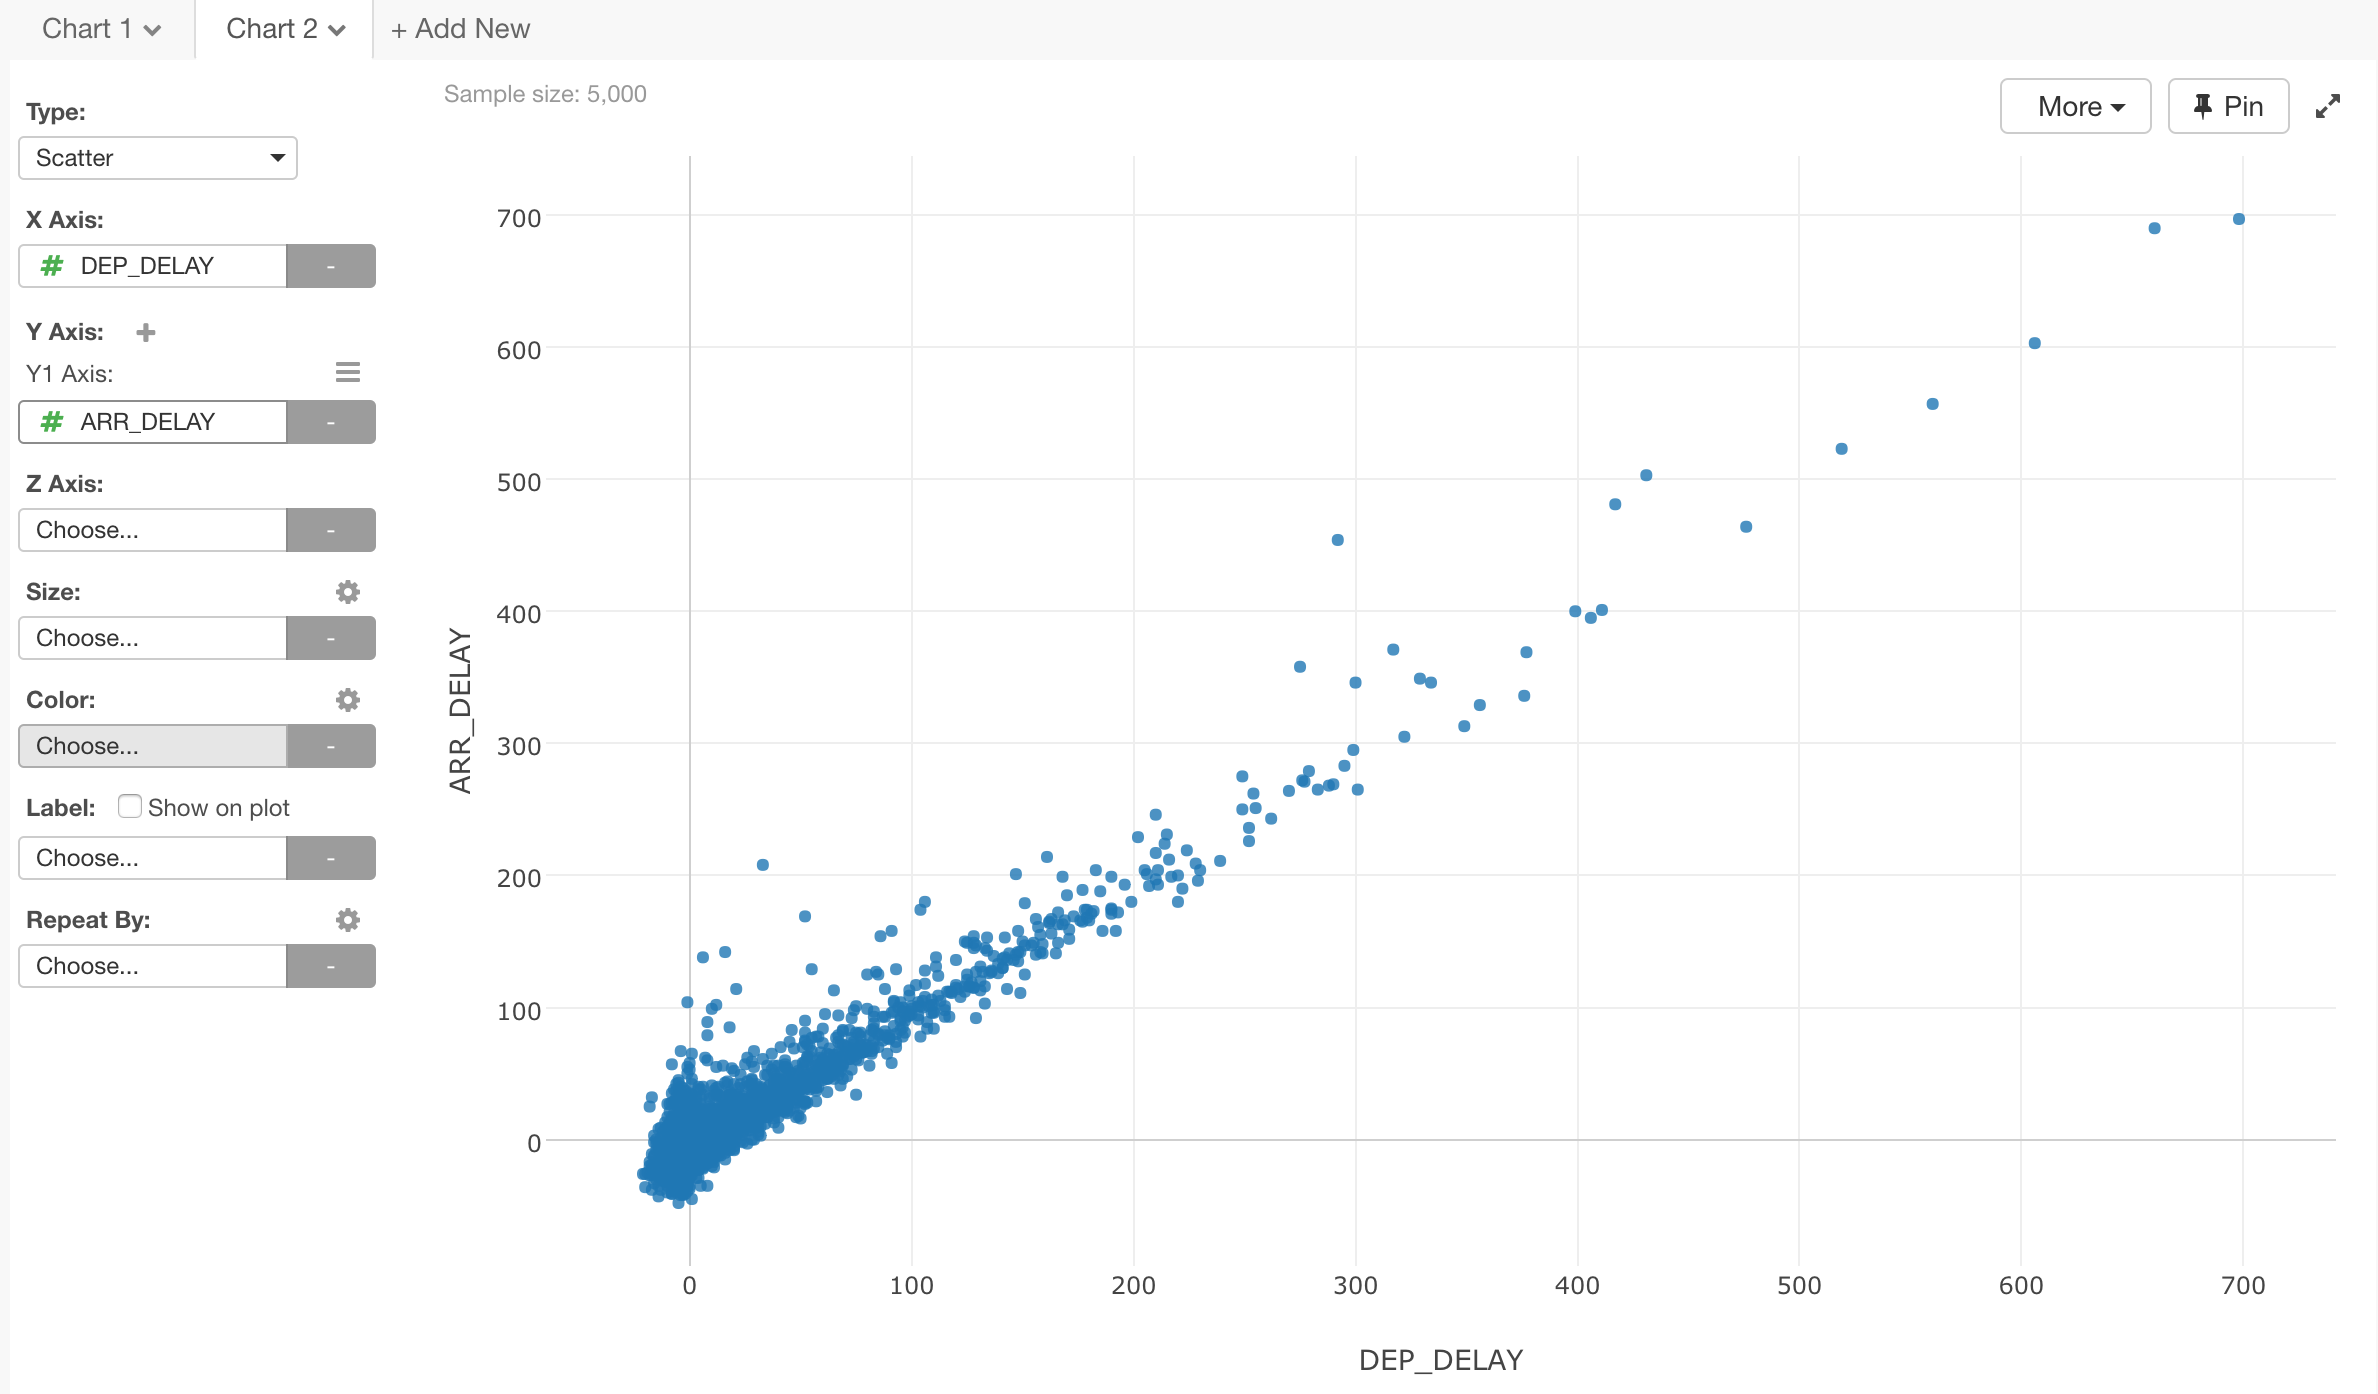 Chart 1
Chart 2
+ Add New
Sample size: 5,000
More
Pin
Type:
Scatter
X Axis:
# DEP_DELAY -
Y Axis: +
Y1 Axis:
# ARR_DELAY -
Z Axis:
Choose... -
Size:
Choose... -
Color:
Choose... -
Label: Show on plot
Choose... -
Repeat By:
Choose... -
ARR_DELAY
700
600
500
400
300
200
100
0
0 100 200 300 400 500 600 700
DEP_DELAY